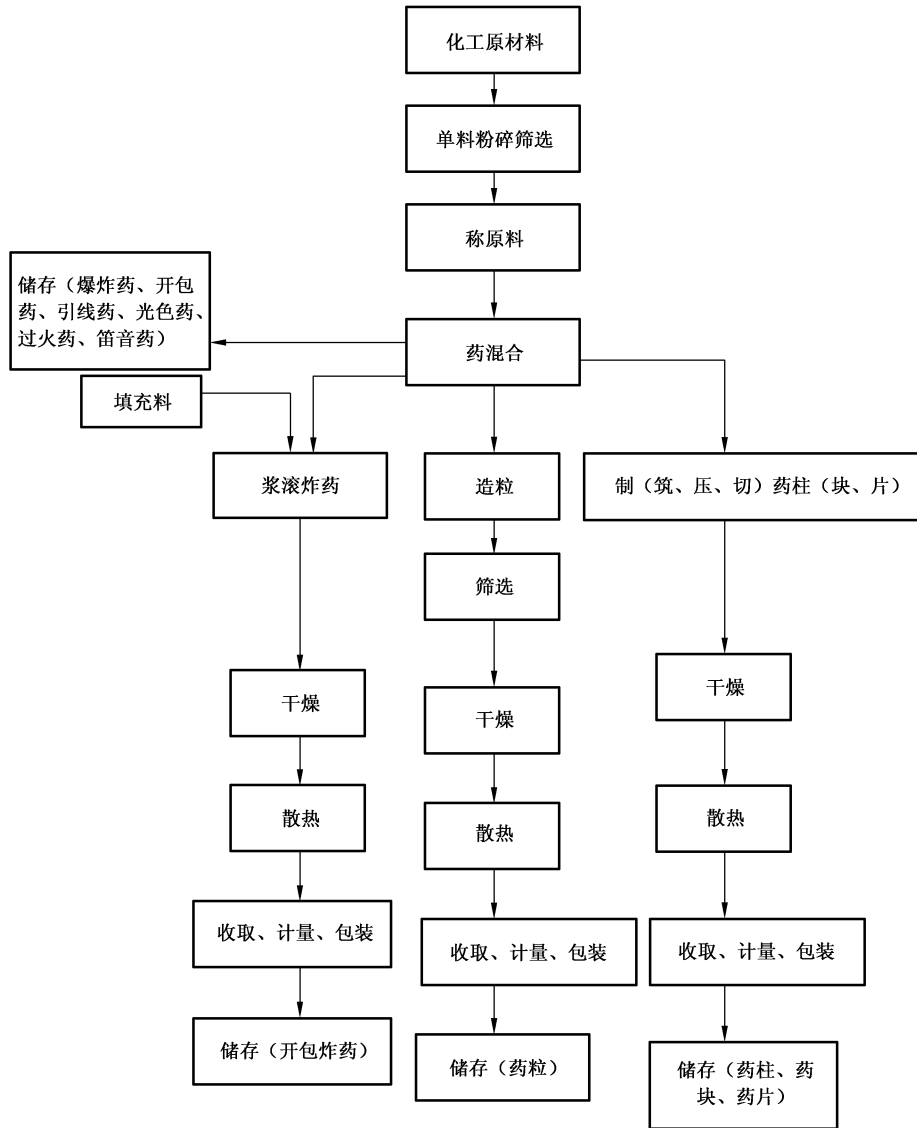 化工原材料
单料粉碎筛选
称原料
储存（爆炸药、开包
药、引线药、光色药、
过火药、笛音药）
药混合
填充料
浆滚炸药
造粒
制（筑、压、切）药柱（块、片）
筛选
干燥
干燥
干燥
散热
散热
散热
收取、计量、包装
收取、计量、包装
收取、计量、包装
储存（开包炸药）
储存（药粒）
储存（药柱、药
块、药片）